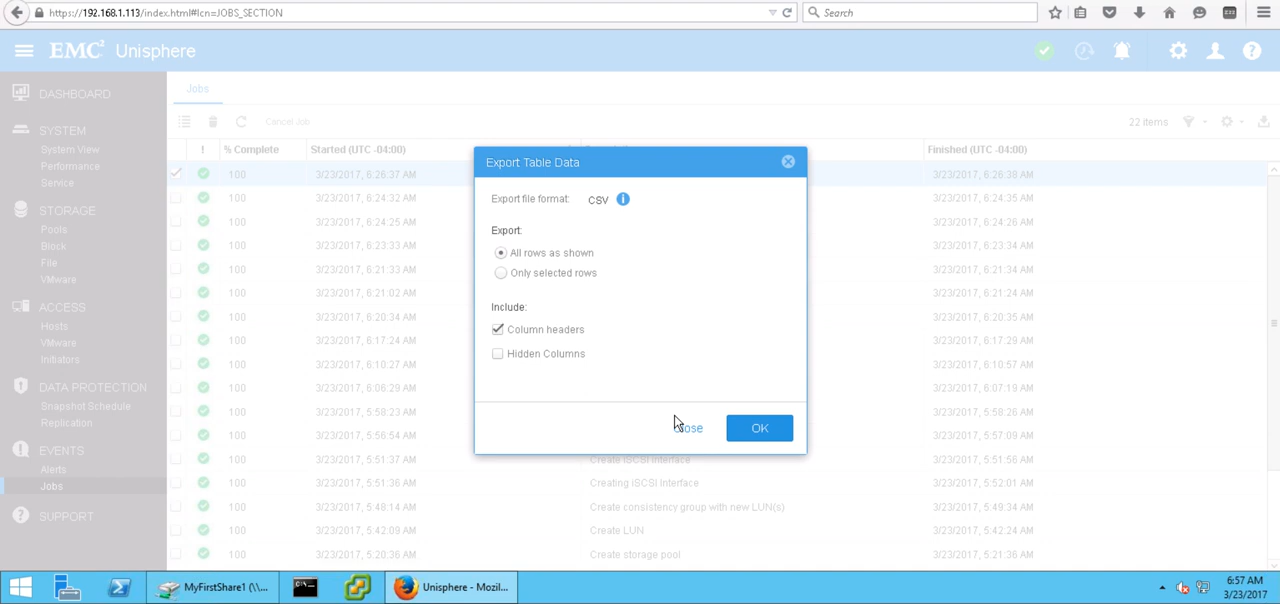 https://192.168.1.113/index.html#lcn=JOBS_SECTION
Search
EMC² Unisphere
DASHBOARD
SYSTEM
System View
Performance
Service
STORAGE
Pools
Block
File
VMware
ACCESS
Hosts
VMware
Initiators
DATA PROTECTION
Snapshot Schedule
Replication
EVENTS
Alerts
Jobs
SUPPORT
Jobs
Cancel Job
22 items
! % Complete Started (UTC -04:00) Finished (UTC -04:00)
100 3/23/2017, 6:26:37 AM 3/23/2017, 6:26:38 AM
100 3/23/2017, 6:24:32 AM 3/23/2017, 6:24:35 AM
100 3/23/2017, 6:24:25 AM 3/23/2017, 6:24:26 AM
100 3/23/2017, 6:23:33 AM 3/23/2017, 6:23:34 AM
100 3/23/2017, 6:21:33 AM 3/23/2017, 6:21:34 AM
100 3/23/2017, 6:21:02 AM 3/23/2017, 6:21:24 AM
100 3/23/2017, 6:20:34 AM 3/23/2017, 6:20:35 AM
100 3/23/2017, 6:17:24 AM 3/23/2017, 6:17:29 AM
100 3/23/2017, 6:10:27 AM 3/23/2017, 6:10:57 AM
100 3/23/2017, 6:06:29 AM 3/23/2017, 6:07:19 AM
100 3/23/2017, 5:58:23 AM 3/23/2017, 5:58:26 AM
100 3/23/2017, 5:56:54 AM 3/23/2017, 5:57:09 AM
100 3/23/2017, 5:51:37 AM Create iSCSI interface 3/23/2017, 5:51:56 AM
100 3/23/2017, 5:51:34 AM Creating iSCSI Interface 3/23/2017, 5:52:01 AM
100 3/23/2017, 5:48:14 AM Create consistency group with new LUN(s) 3/23/2017, 5:49:34 AM
100 3/23/2017, 5:42:09 AM Create LUN 3/23/2017, 5:42:24 AM
100 3/23/2017, 5:20:36 AM Create storage pool 3/23/2017, 5:21:36 AM
Export Table Data
Export file format: CSV
Export:
All rows as shown
Only selected rows
Include:
Column headers
Hidden Columns
Close
OK
MyFirstShare1 (\\...
Unisphere - Mozil...
6:57 AM
3/23/2017